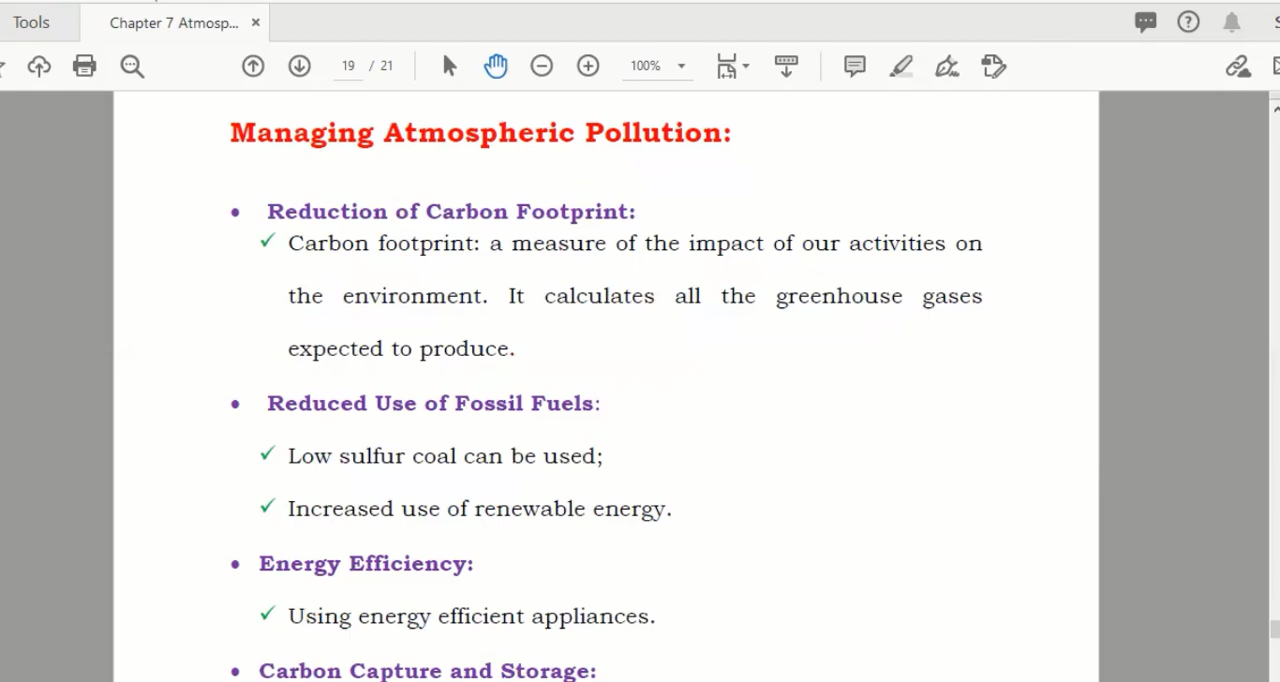 Tools
Chapter 7 Atmosp... ×
19 / 21
100%
Managing Atmospheric Pollution:
• Reduction of Carbon Footprint:
✓ Carbon footprint: a measure of the impact of our activities on
the environment. It calculates all the greenhouse gases
expected to produce.
• Reduced Use of Fossil Fuels:
✓ Low sulfur coal can be used;
✓ Increased use of renewable energy.
• Energy Efficiency:
✓ Using energy efficient appliances.
• Carbon Capture and Storage: